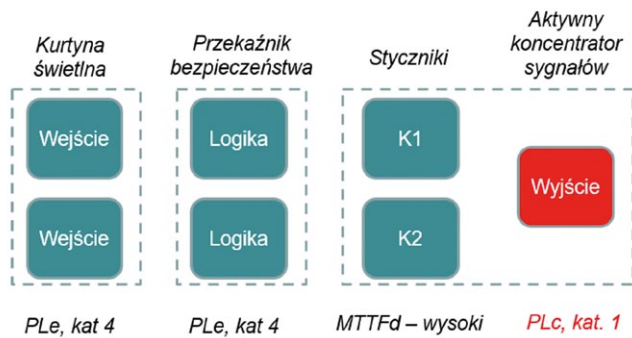 Kurtyna
świetlna
Przekaźnik
bezpieczeństwa
Styczniki
Aktywny
koncentrator
sygnałów
Wejście
Logika
K1
Wyjście
Wejście
Logika
K2
PLe, kat 4
PLe, kat 4
MTTFd – wysoki
PLc, kat. 1